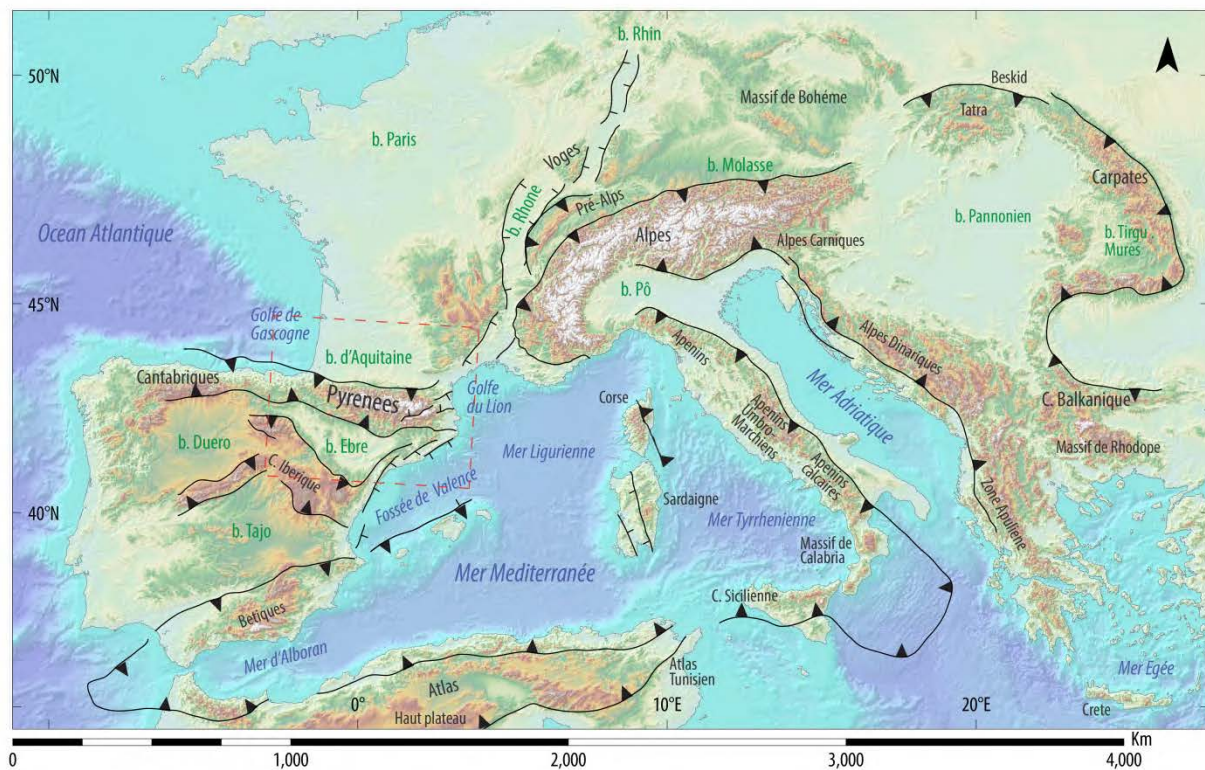 b. Rhin
50°N
Beskid
Massif de Bohéme
Tatra
b. Paris
Voges
b. Molasse
Carpates
b. Rhone
Pré-Alps
Ocean Atlantique
b. Pannonien
b. Tirgu
Mures
Alpes
Alpes Carniques
b. Pô
45°N
Golfe de
Gascogne
b. d'Aquitaine
Apenins
Alpes Dinariques
Cantabriques
Pyrenées
Golfe
du Lion
Corse
Mer Adriatique
C. Balkanique
b. Duero
b. Ebre
Mer Ligurienne
Apenins
Umbro-
Marchiens
Massif de Rhodope
C. Iberique
Apenins
calcaires
Fossée de Valence
Sardaigne
Zone Apuliene
40°N
b. Tajo
Mer Tyrrhenienne
Massif de
Calabria
Mer Mediterranée
C. Sicilienne
Betiques
Mer d'Alboran
Atlas
Tunisien
Mer Egée
Atlas
0°
10°E
20°E
Haut plateau
Crete
Km
0
1,000
2,000
3,000
4,000